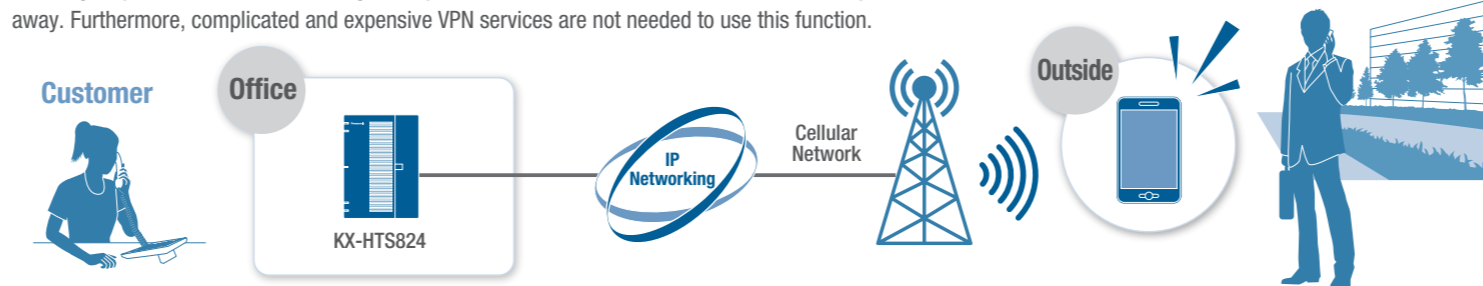 away. Furthermore, complicated and expensive VPN services are not needed to use this function.
Customer
Office
KX-HTS824
IP
Networking
Cellular
Network
Outside